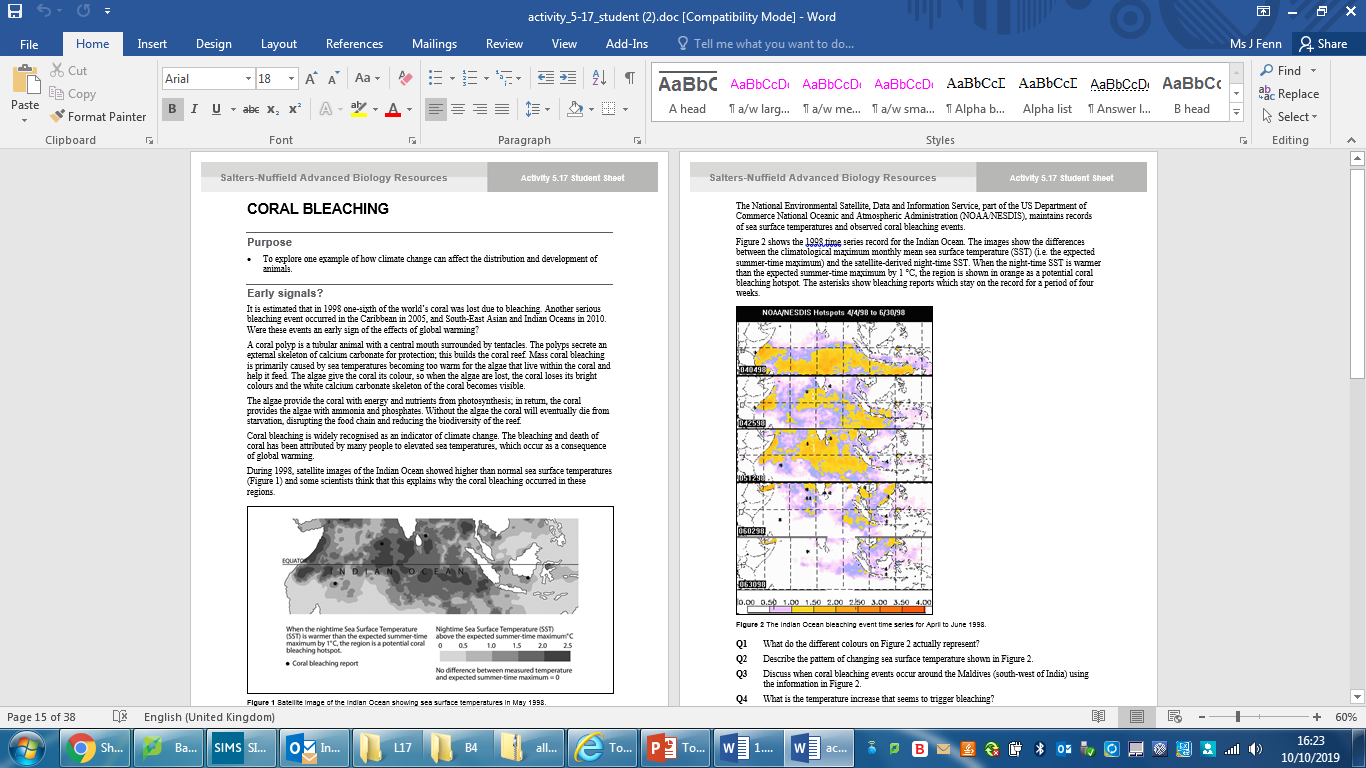 activity_5-17_student (2).doc [Compatibility Mode] - Word
File Home Insert Design Layout References Mailings Review View Add-Ins Tell me what you want to do... Ms J Fenn Share
Paste
Cut
Copy
Format Painter
Clipboard
Arial 18
Font
Paragraph
AaBbC AaBbCcDı AaBbCcDı AaBbCcDı AaBbCcI AaBbCcI AaBbCcDı AaBbCc
A head ¶ a/w larg... ¶ a/w me... ¶ a/w sma... ¶ Alpha b... Alpha list ¶ Answer l... B head
Styles
Find
Replace
Select
Editing
Salters-Nuffield Advanced Biology Resources Activity 5.17 Student Sheet
CORAL BLEACHING
Purpose
• To explore one example of how climate change can affect the distribution and development of
animals.
Early signals?
It is estimated that in 1998 one-sixth of the world's coral was lost due to bleaching. Another serious
bleaching event occurred in the Caribbean in 2005, and South-East Asian and Indian Oceans in 2010.
Were these events an early sign of the effects of global warming?
A coral polyp is a tubular animal with a central mouth surrounded by tentacles. The polyps secrete an
external skeleton of calcium carbonate for protection; this builds the coral reef. Mass coral bleaching
is primarily caused by sea temperatures becoming too warm for the algae that live within the coral and
help it feed. The algae give the coral its colour, so when the algae are lost, the coral loses its bright
colours and the white calcium carbonate skeleton of the coral becomes visible.
The algae provide the coral with energy and nutrients from photosynthesis; in return, the coral
provides the algae with ammonia and phosphates. Without the algae the coral will eventually die from
starvation, disrupting the food chain and reducing the biodiversity of the reef.
Coral bleaching is widely recognised as an indicator of climate change. The bleaching and death of
coral has been attributed by many people to elevated sea temperatures, which occur as a consequence
of global warming.
During 1998, satellite images of the Indian Ocean showed higher than normal sea surface temperatures
(Figure 1) and some scientists think that this explains why the coral bleaching occurred in these
regions.
EQUATOR
INDIAN OCEAN
When the nighttime Sea Surface Temperature
(SST) is warmer than the expected summer-time
maximum by 1°C, the region is a potential coral
bleaching hotspot.
• Coral bleaching report
Nightime Sea Surface Temperature (SST)
above the expected summer-time maximum°C
0 0.5 1.0 1.5 2.0 2.5
No difference between measured temperature
and expected summer-time maximum = 0
Figure 1 Satellite image of the Indian Ocean showing sea surface temperatures in May 1998.
Salters-Nuffield Advanced Biology Resources Activity 5.17 Student Sheet
The National Environmental Satellite, Data and Information Service, part of the US Department of
Commerce National Oceanic and Atmospheric Administration (NOAA/NESDIS), maintains records
of sea surface temperatures and observed coral bleaching events.
Figure 2 shows the 1998 time series record for the Indian Ocean. The images show the differences
between the climatological maximum monthly mean sea surface temperature (SST) (i.e. the expected
summer-time maximum) and the satellite-derived night-time SST. When the night-time SST is warmer
than the expected summer-time maximum by 1 °C, the region is shown in orange as a potential coral
bleaching hotspot. The asterisks show bleaching reports which stay on the record for a period of four
weeks.
NOAA/NESDIS Hotspots 4/4/98 to 6/30/98
040498
042598
051298
060298
063098
0.00 0.50 1.00 1.50 2.00 2.50 3.00 3.50 4.00
Figure 2 The Indian Ocean bleaching event time series for April to June 1998.
Q1 What do the different colours on Figure 2 actually represent?
Q2 Describe the pattern of changing sea surface temperature shown in Figure 2.
Q3 Discuss when coral bleaching events occur around the Maldives (south-west of India) using
the information in Figure 2.
Q4 What is the temperature increase that seems to trigger bleaching?
Page 15 of 38 English (United Kingdom) 60%
Sh... Ba... SIMS SI... In... L17 B4 all... To... To... 1.... ac...
16:23
10/10/2019